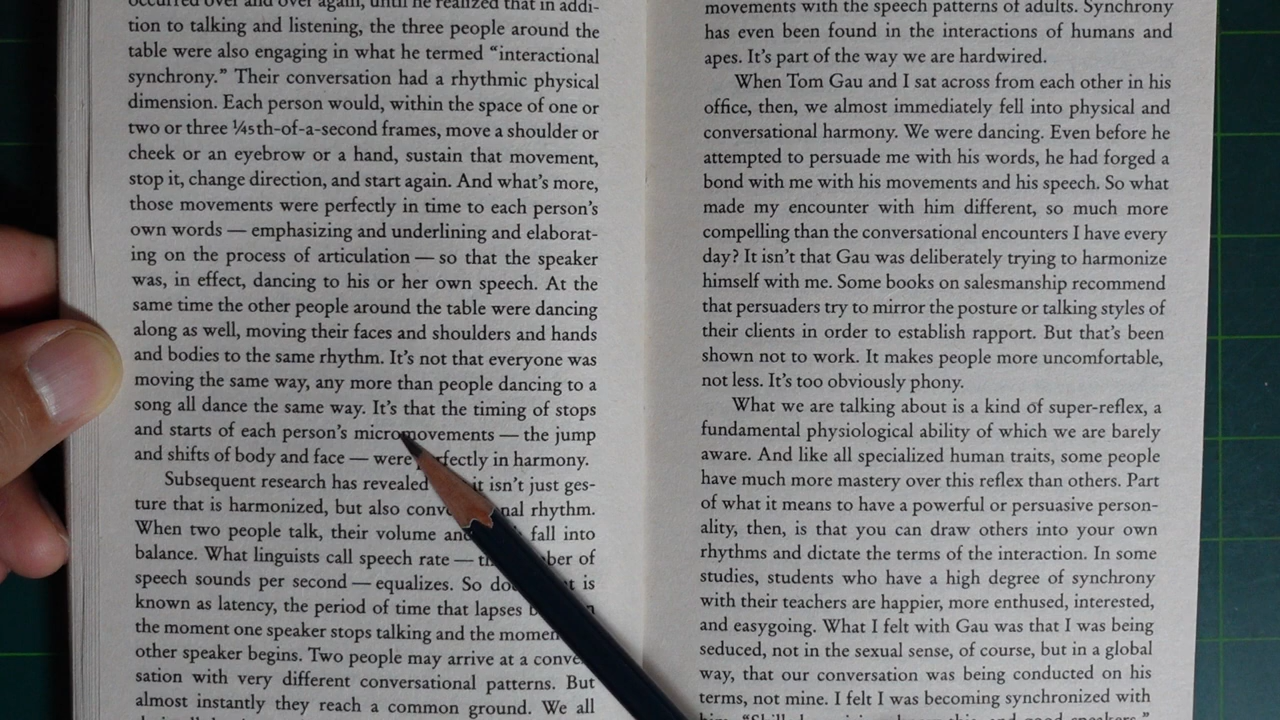 occurred over and over again, until he realized that in addi-
tion to talking and listening, the three people around the
table were also engaging in what he termed “interactional
synchrony.” Their conversation had a rhythmic physical
dimension. Each person would, within the space of one or
two or three 1⁄45th-of-a-second frames, move a shoulder or
cheek or an eyebrow or a hand, sustain that movement,
stop it, change direction, and start again. And what’s more,
those movements were perfectly in time to each person’s
own words — emphasizing and underlining and elaborat-
ing on the process of articulation — so that the speaker
was, in effect, dancing to his or her own speech. At the
same time the other people around the table were dancing
along as well, moving their faces and shoulders and hands
and bodies to the same rhythm. It’s not that everyone was
moving the same way, any more than people dancing to a
song all dance the same way. It’s that the timing of stops
and starts of each person’s micromovements — the jump
and shifts of body and face — were perfectly in harmony.
Subsequent research has revealed it isn’t just ges-
ture that is harmonized, but also conversational rhythm.
When two people talk, their volume and fall into
balance. What linguists call speech rate — the number of
speech sounds per second — equalizes. So does what is
known as latency, the period of time that lapses between
the moment one speaker stops talking and the moment
other speaker begins. Two people may arrive at a conver-
sation with very different conversational patterns. But
almost instantly they reach a common ground. We all
movements with the speech patterns of adults. Synchrony
has even been found in the interactions of humans and
apes. It’s part of the way we are hardwired.
When Tom Gau and I sat across from each other in his
office, then, we almost immediately fell into physical and
conversational harmony. We were dancing. Even before he
attempted to persuade me with his words, he had forged a
bond with me with his movements and his speech. So what
made my encounter with him different, so much more
compelling than the conversational encounters I have every
day? It isn’t that Gau was deliberately trying to harmonize
himself with me. Some books on salesmanship recommend
that persuaders try to mirror the posture or talking styles of
their clients in order to establish rapport. But that’s been
shown not to work. It makes people more uncomfortable,
not less. It’s too obviously phony.
What we are talking about is a kind of super-reflex, a
fundamental physiological ability of which we are barely
aware. And like all specialized human traits, some people
have much more mastery over this reflex than others. Part
of what it means to have a powerful or persuasive person-
ality, then, is that you can draw others into your own
rhythms and dictate the terms of the interaction. In some
studies, students who have a high degree of synchrony
with their teachers are happier, more enthused, interested,
and easygoing. What I felt with Gau was that I was being
seduced, not in the sexual sense, of course, but in a global
way, that our conversation was being conducted on his
terms, not mine. I felt I was becoming synchronized with